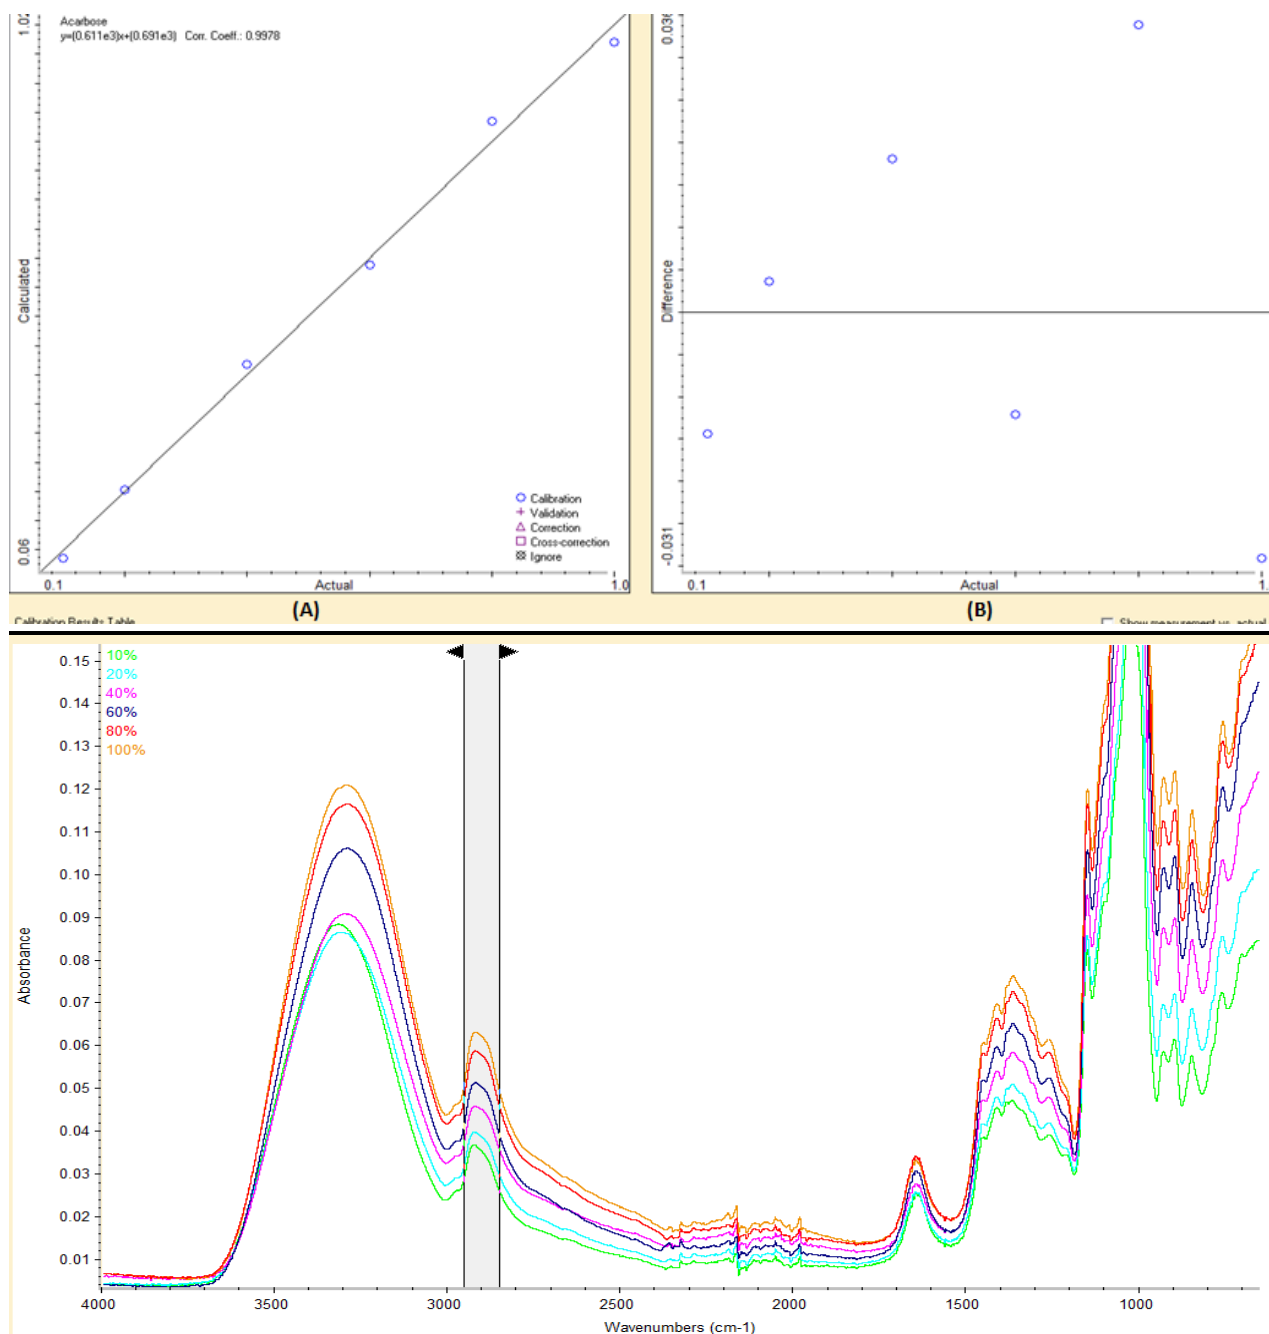 Acarbose
y=(0.611e3)x+(0.691e3) Corr. Coeff.: 0.9978
1.02
Calculated
0.06
0.1
Actual
1.0
Calibration
Validation
Correction
Cross-correction
Ignore
(A)
0.036
Difference
-0.031
0.1
Actual
1.
(B)
Calibration Results Table
Show measurement vs. actual
10%
20%
40%
60%
80%
100%
0.15
0.14
0.13
0.12
0.11
0.10
0.09
0.08
0.07
0.06
0.05
0.04
0.03
0.02
0.01
Absorbance
4000 3500 3000 2500 2000 1500 1000
Wavenumbers (cm-1)